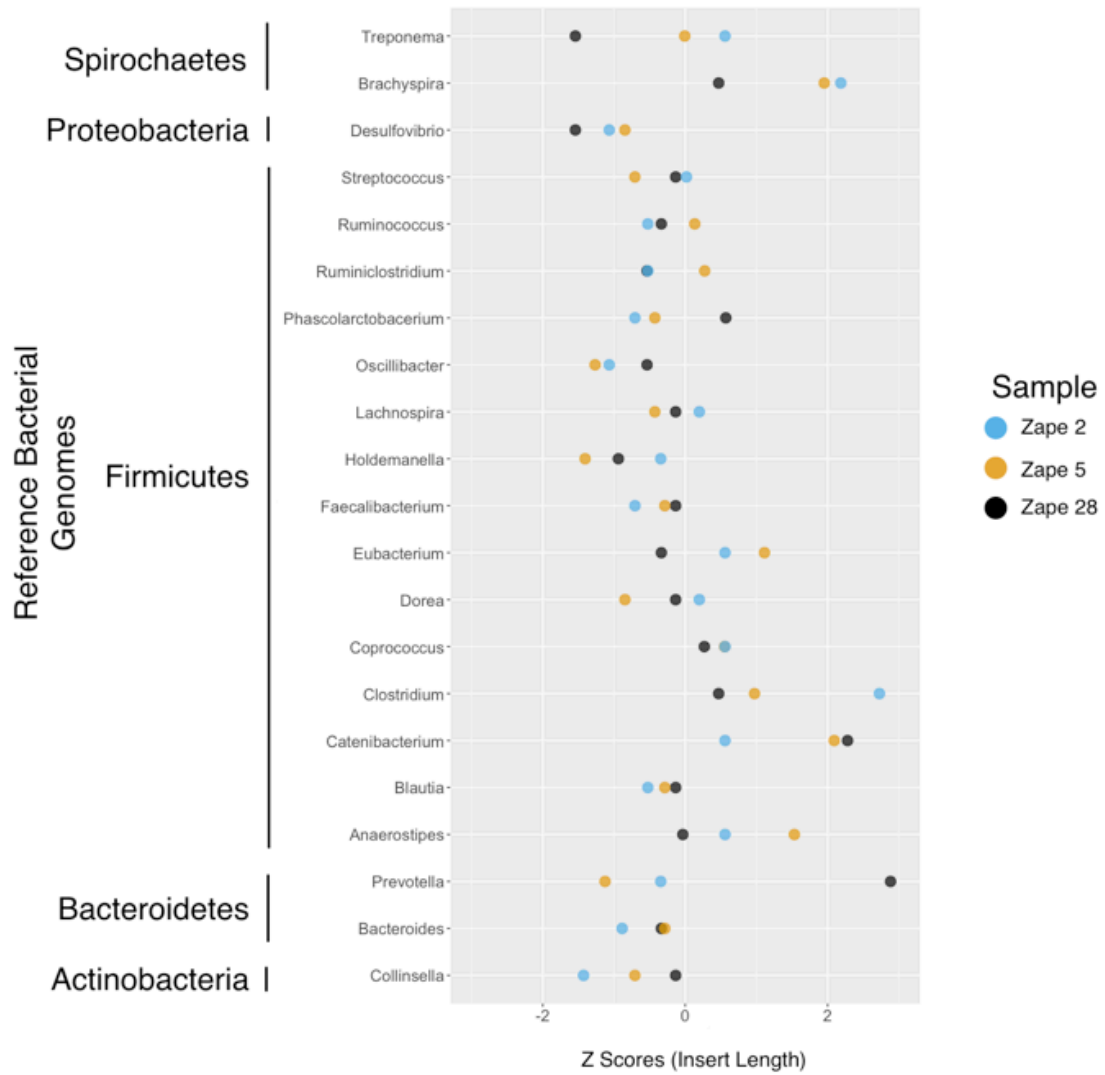 Spirochaetes
Treponema
Brachyspira
Proteobacteria
Desulfovibrio
Reference Bacterial
Genomes
Firmicutes
Streptococcus
Ruminococcus
Ruminiclostridium
Phascolarctobacerium
Oscillibacter
Lachnospira
Holdemanella
Faecalibacterium
Eubacterium
Dorea
Coprococcus
Clostridium
Catenibacterium
Blautia
Anaerostipes
Bacteroidetes
Prevotella
Bacteroides
Actinobacteria
Collinsella
-2 0 2
Z Scores (Insert Length)
Sample
Zape 2
Zape 5
Zape 28